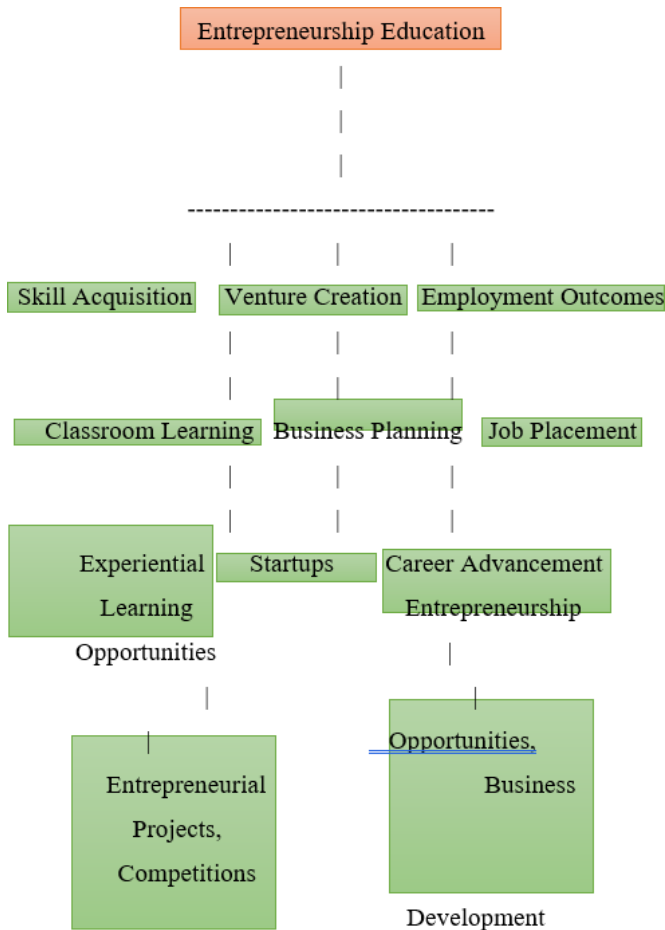 Entrepreneurship Education
|
|
|
----------------------------------
| | |
Skill Acquisition Venture Creation Employment Outcomes
| | |
| | |
Classroom Learning Business Planning Job Placement
| | |
| | |
Experiential Startups Career Advancement
Learning Entrepreneurship
Opportunities |
| |
| Opportunities,
Entrepreneurial Business
Projects,
Competitions
Development